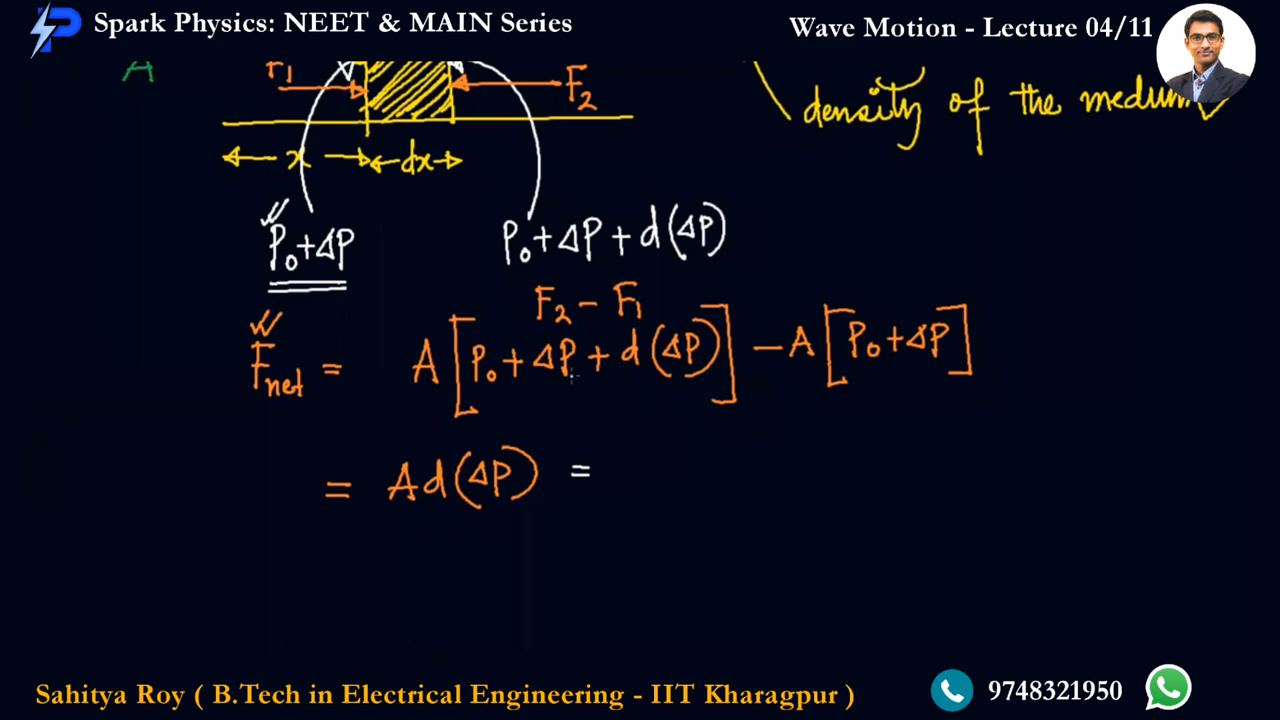 Spark Physics: NEET & MAIN Series
Wave Motion - Lecture 04/11
A
F₁
F₂
density of the medium
x
dx
P₀+ΔP
P₀+ΔP+d(ΔP)
F₂ - F₁
Fnet = A[P₀+ΔP+d(ΔP)] - A[P₀+ΔP]
= Ad(ΔP) =
Sahitya Roy ( B.Tech in Electrical Engineering - IIT Kharagpur )
9748321950